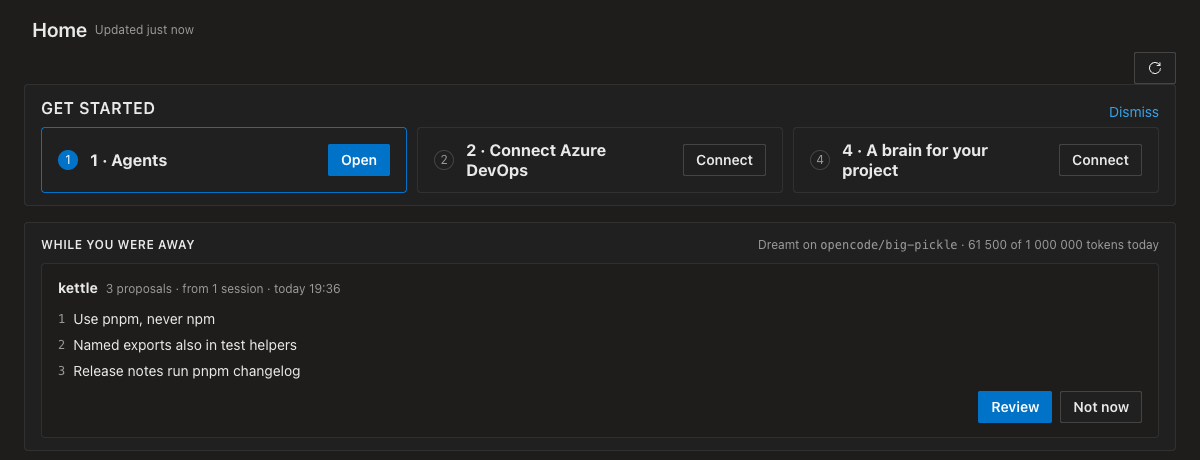 Home Updated just now
GET STARTED
Dismiss
1 1 · Agents Open
2 2 · Connect Azure DevOps Connect
4 4 · A brain for your project Connect
WHILE YOU WERE AWAY
Dreamt on opencode/big-pickle · 61 500 of 1 000 000 tokens today
kettle 3 proposals · from 1 session · today 19:36
1 Use pnpm, never npm
2 Named exports also in test helpers
3 Release notes run pnpm changelog
Review Not now